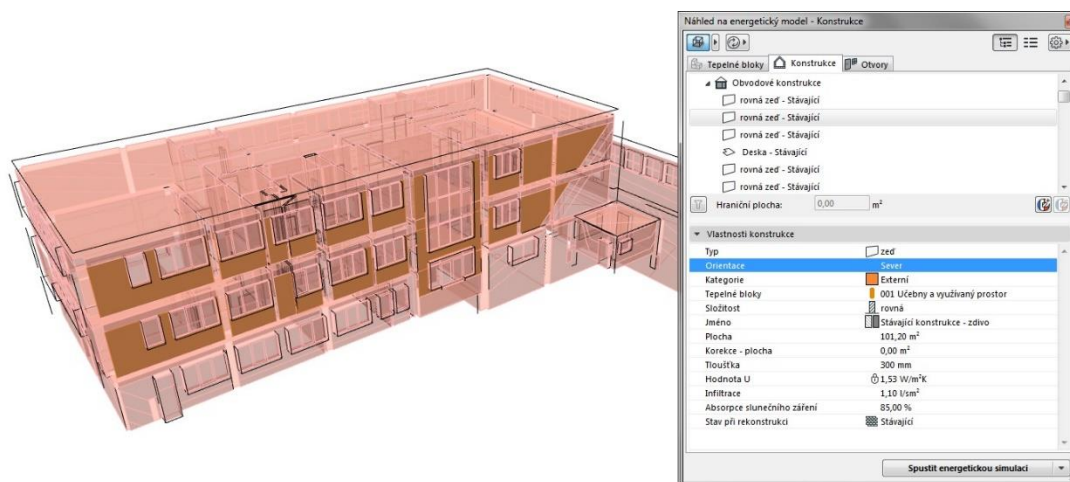 Náhled na energetický model - Konstrukce
Tepelné bloky Konstrukce Otvory
Obvodové konstrukce
rovná zeď - Stávající
rovná zeď - Stávající
rovná zeď - Stávající
Deska - Stávající
rovná zeď - Stávající
rovná zeď - Stávající
Hraniční plocha: 0,00 m²
Vlastnosti konstrukce
Typ zeď
Orientace Sever
Kategorie Externí
Tepelné bloky 001 Učebny a využívaný prostor
Složitost rovná
Jméno Stávající konstrukce - zdivo
Plocha 101,20 m²
Korekce - plocha 0,00 m²
Tloušťka 300 mm
Hodnota U 1,53 W/m²K
Infiltrace 1,10 l/sm²
Absorpce slunečního záření 85,00 %
Stav při rekonstrukci Stávající
Spustit energetickou simulaci